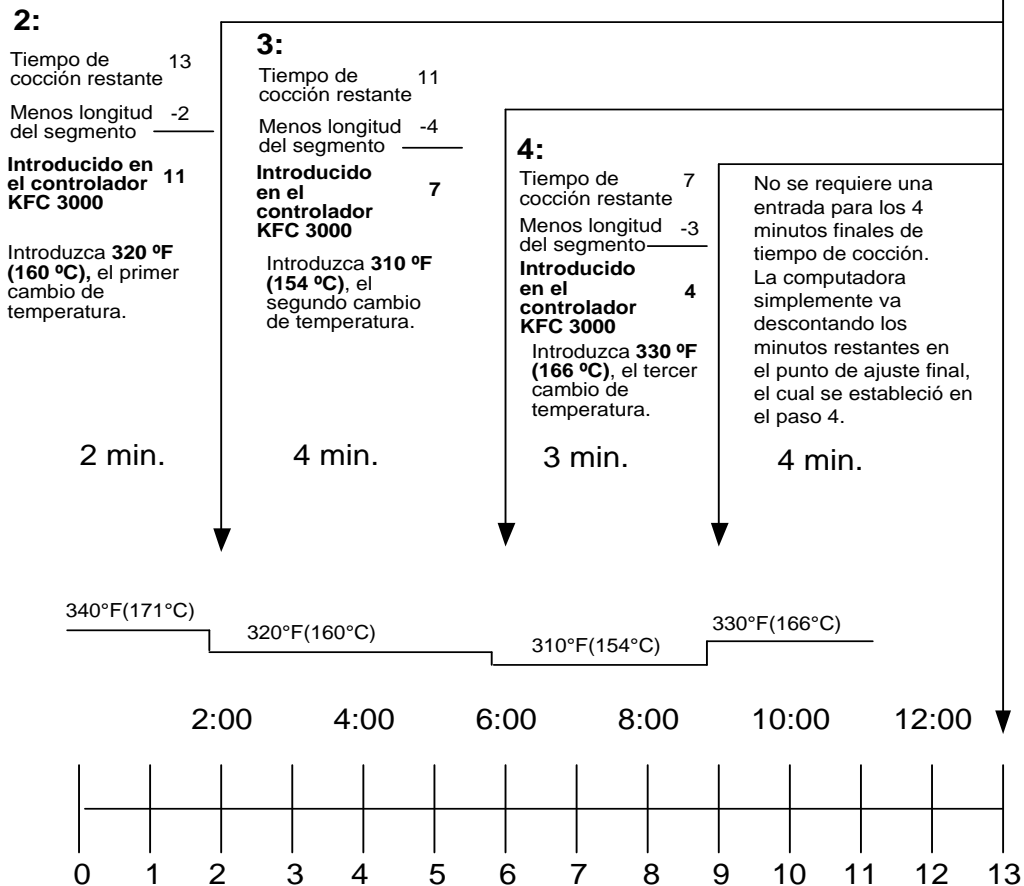 2:
Tiempo de 13
cocción restante
Menos longitud -2
del segmento
Introducido en
el controlador 11
KFC 3000
Introduzca 320 ºF
(160 ºC), el primer
cambio de
temperatura.
2 min.
3:
Tiempo de 11
cocción restante
Menos longitud -4
del segmento
Introducido
en el 7
controlador
KFC 3000
Introduzca 310 ºF
(154 ºC), el
segundo cambio
de temperatura.
4 min.
4:
Tiempo de 7
cocción restante
Menos longitud -3
del segmento
Introducido
en el
controlador 4
KFC 3000
Introduzca 330 ºF
(166 ºC), el tercer
cambio de
temperatura.
3 min.
No se requiere una
entrada para los 4
minutos finales de
tiempo de cocción.
La computadora
simplemente va
descontando los
minutos restantes en
el punto de ajuste final,
el cual se estableció en
el paso 4.
4 min.
340°F(171°C)
320°F(160°C)
310°F(154°C)
330°F(166°C)
2:00 4:00 6:00 8:00 10:00 12:00
0 1 2 3 4 5 6 7 8 9 10 11 12 13